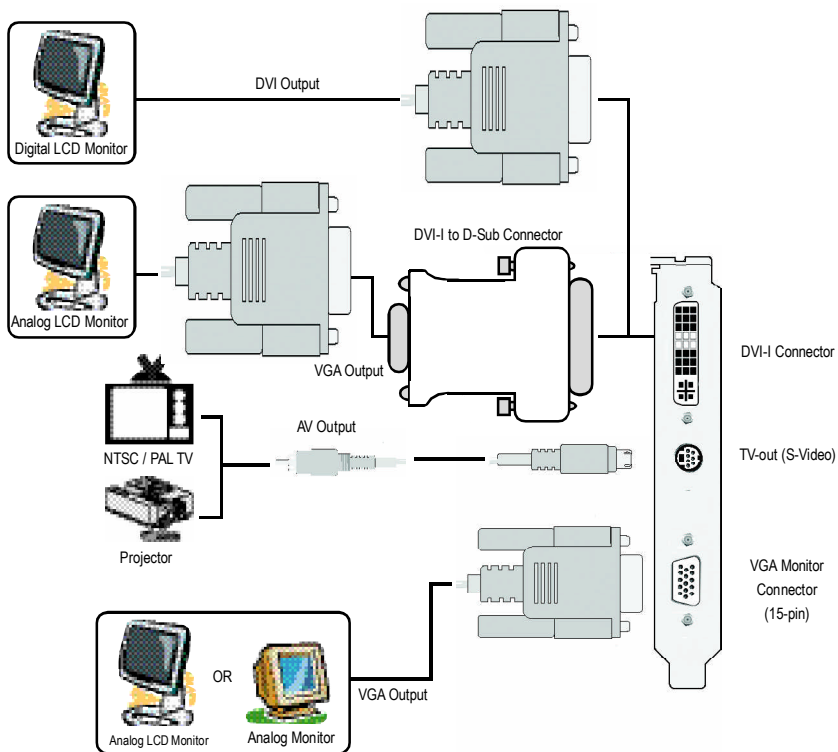 DVI Output
Digital LCD Monitor
DVI-I to D-Sub Connector
Analog LCD Monitor
VGA Output
DVI-I Connector
AV Output
NTSC / PAL TV
TV-out (S-Video)
Projector
VGA Monitor
Connector
(15-pin)
OR
VGA Output
Analog LCD Monitor
Analog Monitor